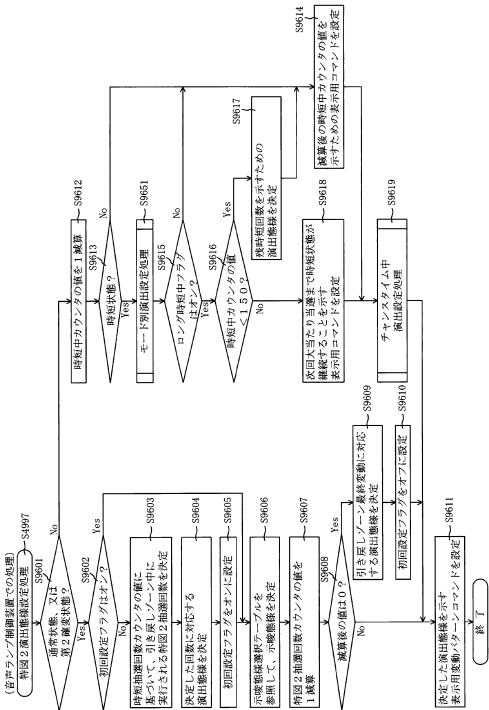 (音声ランプ制御装置での処理)
特図2演出態様設定処理
S4997
通常状態、又は
第2確変状態?
S9601
No
Yes
初回設定フラグはオン?
S9602
Yes
No
時短抽選回数カウンタの値に
基づいて、引き戻しゾーン中に
実行される特図2抽選回数を決定
S9603
決定した回数に対応する
演出態様を決定
S9604
初回設定フラグをオンに設定
S9605
示唆態様選択テーブルを
参照して、示唆態様を決定
S9606
特図2抽選回数カウンタの値を
1減算
S9607
減算後の値は0?
S9608
Yes
No
引き戻しゾーン最終変動に対応
する演出態様を決定
S9609
初回設定フラグをオフに設定
S9610
決定した演出態様を示す
表示用変動パターンコマンドを設定
S9611
終了
時短中カウンタの値を1減算
S9612
時短状態?
S9613
No
Yes
モード別演出設定処理
S9651
ロング時短中フラグ
はオン?
S9615
No
Yes
時短中カウンタの値
<150?
S9616
Yes
No
残時短回数を示すための
演出態様を決定
S9617
次回大当たり当選まで時短状態が
継続することを示す
表示用コマンドを設定
S9618
減算後の時短中カウンタの値を
示すための表示用コマンドを設定
S9614
チャンスタイム中
演出設定処理
S9619